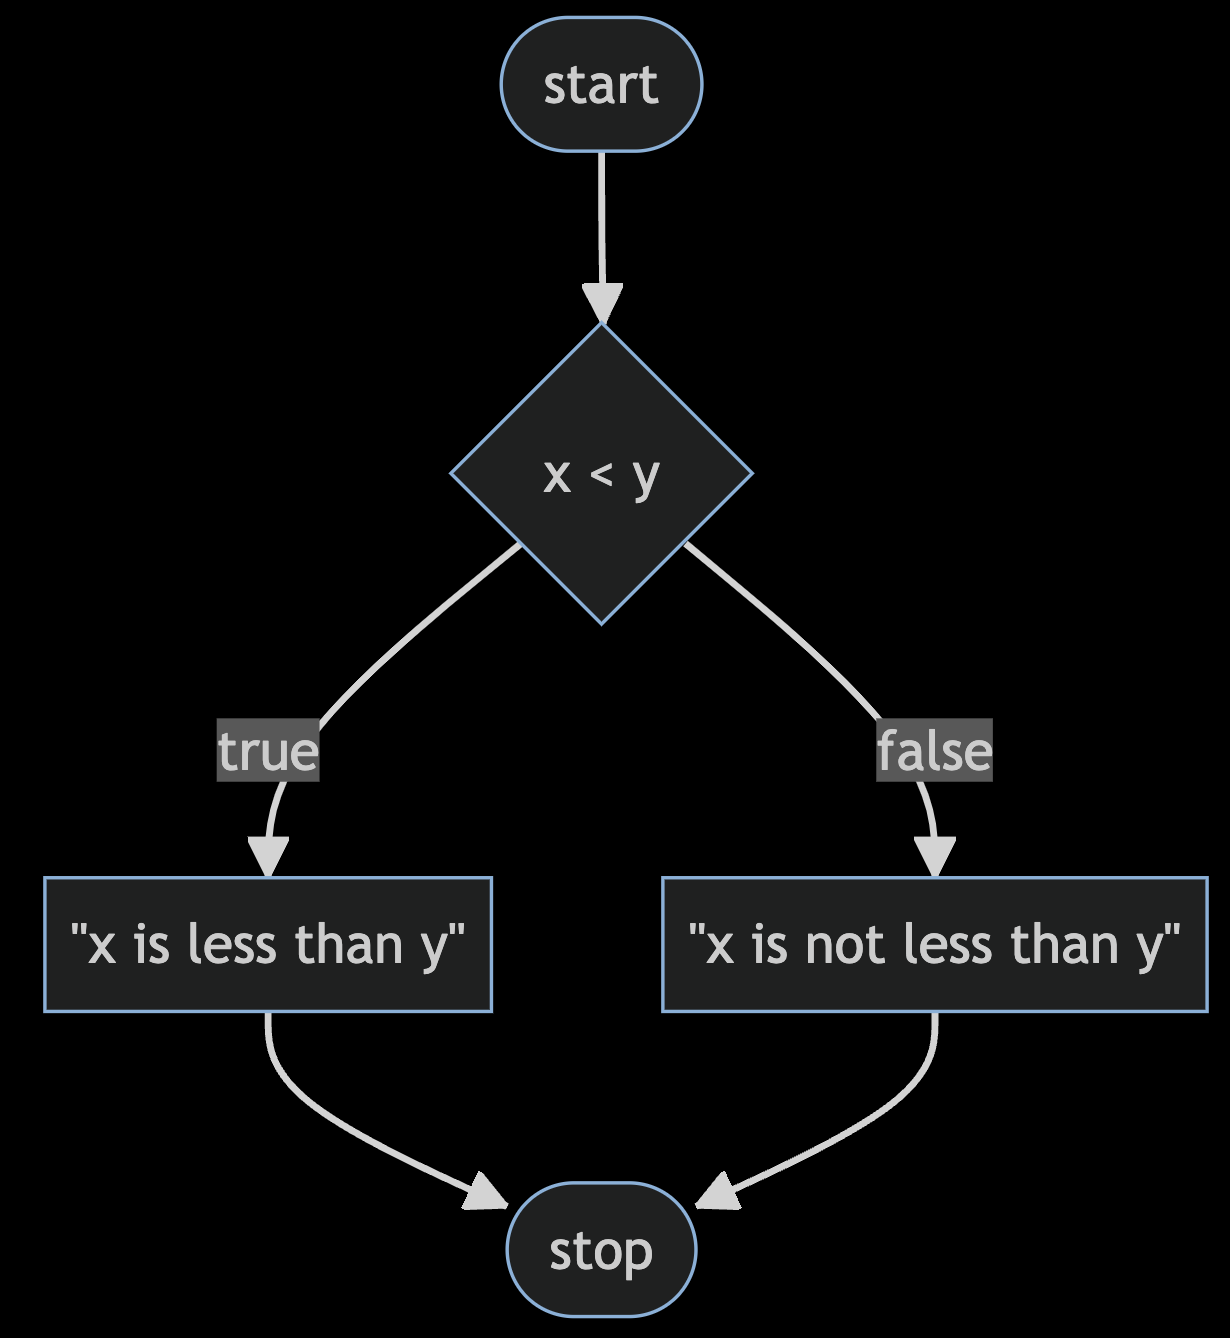 start
x < y
true
false
"x is less than y"
"x is not less than y"
stop